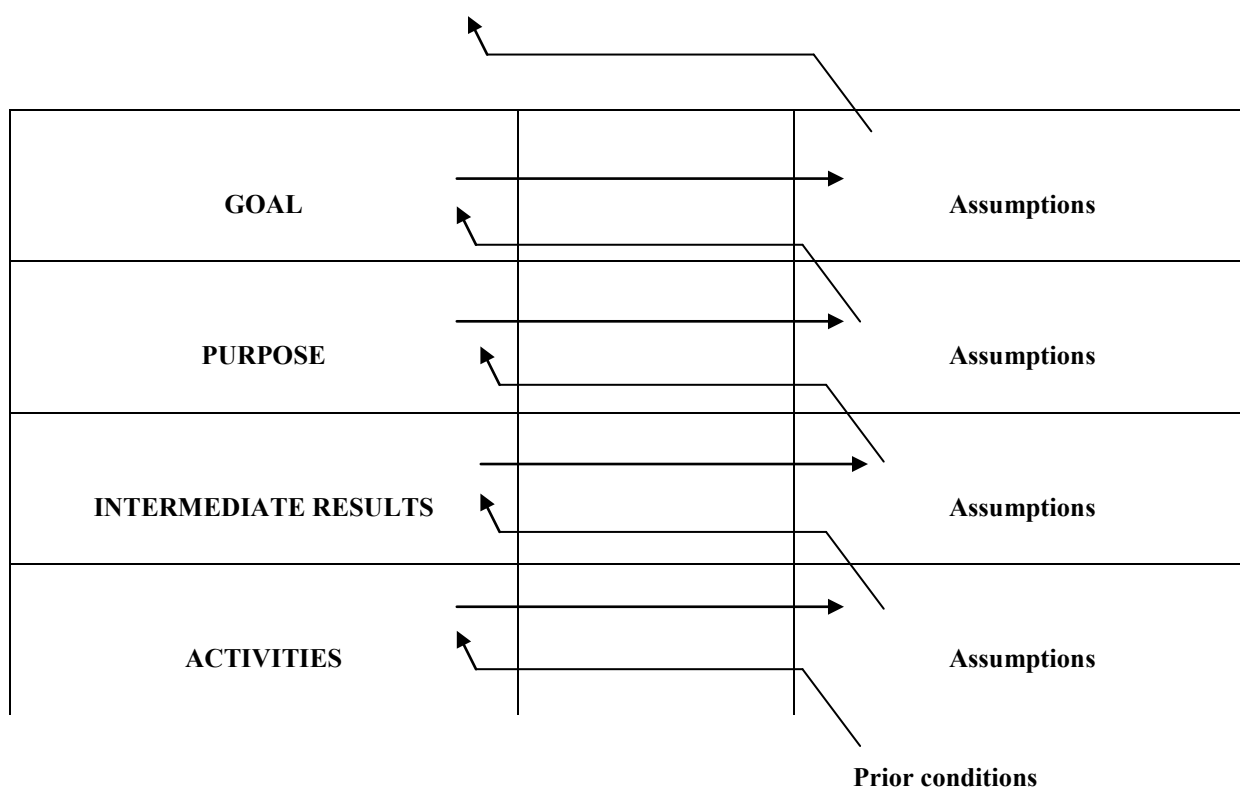 GOAL Assumptions
PURPOSE Assumptions
INTERMEDIATE RESULTS Assumptions
ACTIVITIES Assumptions
Prior conditions